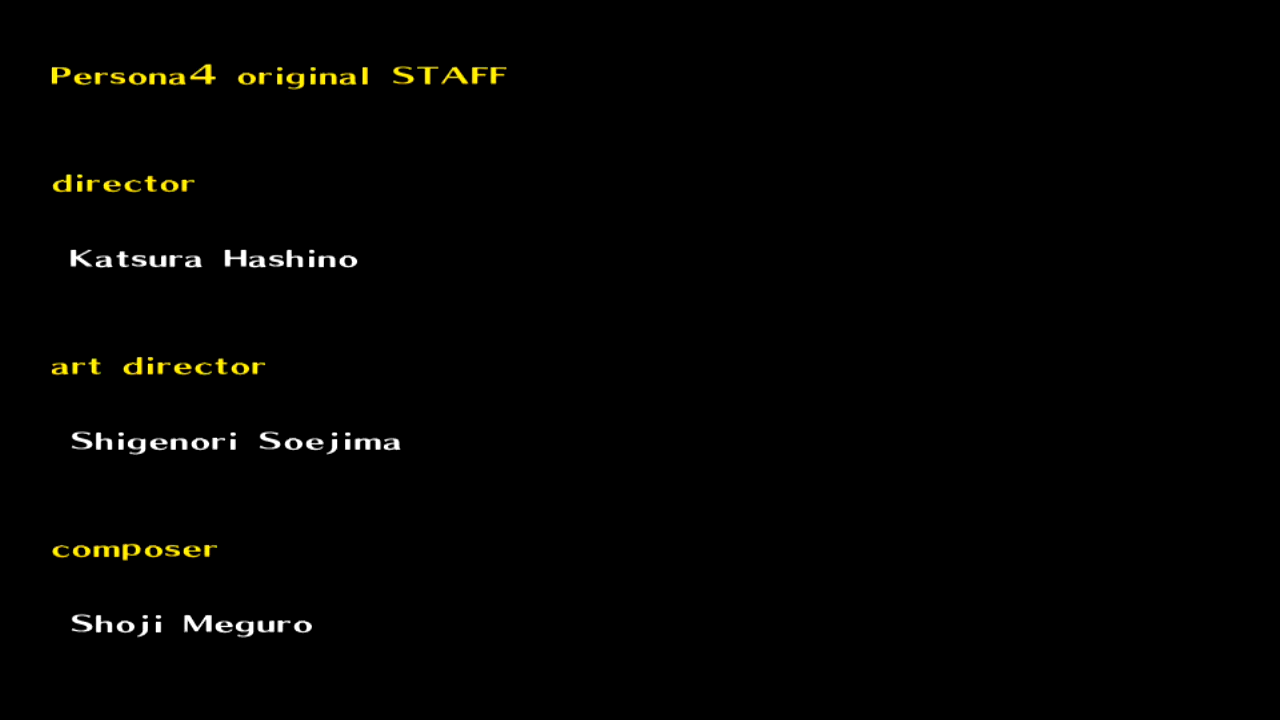 Persona4 original STAFF
director
Katsura Hashino
art director
Shigenori Soejima
composer
Shoji Meguro